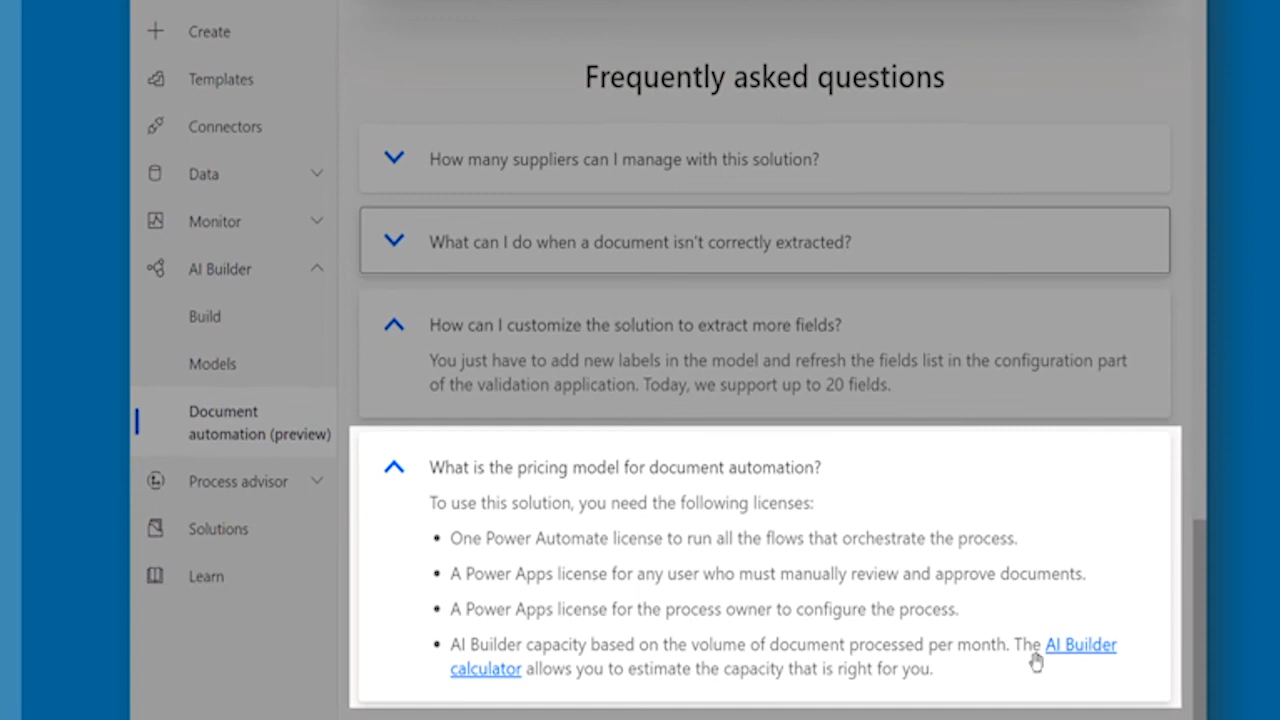 Create
Templates
Connectors
Data
Monitor
AI Builder
Build
Models
Document
automation (preview)
Process advisor
Solutions
Learn
Frequently asked questions
How many suppliers can I manage with this solution?
What can I do when a document isn't correctly extracted?
How can I customize the solution to extract more fields?
You just have to add new labels in the model and refresh the fields list in the configuration part
of the validation application. Today, we support up to 20 fields.
What is the pricing model for document automation?
To use this solution, you need the following licenses:
• One Power Automate license to run all the flows that orchestrate the process.
• A Power Apps license for any user who must manually review and approve documents.
• A Power Apps license for the process owner to configure the process.
• AI Builder capacity based on the volume of document processed per month. The AI Builder
calculator allows you to estimate the capacity that is right for you.